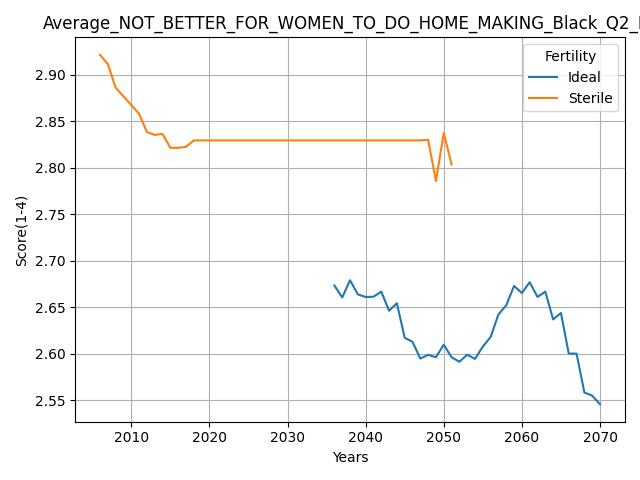 Average_NOT_BETTER_FOR_WOMEN_TO_DO_HOME_MAKING_Black_Q2_
Fertility
Ideal
Sterile
Score(1-4)
2.90
2.85
2.80
2.75
2.70
2.65
2.60
2.55
2010 2020 2030 2040 2050 2060 2070
Years